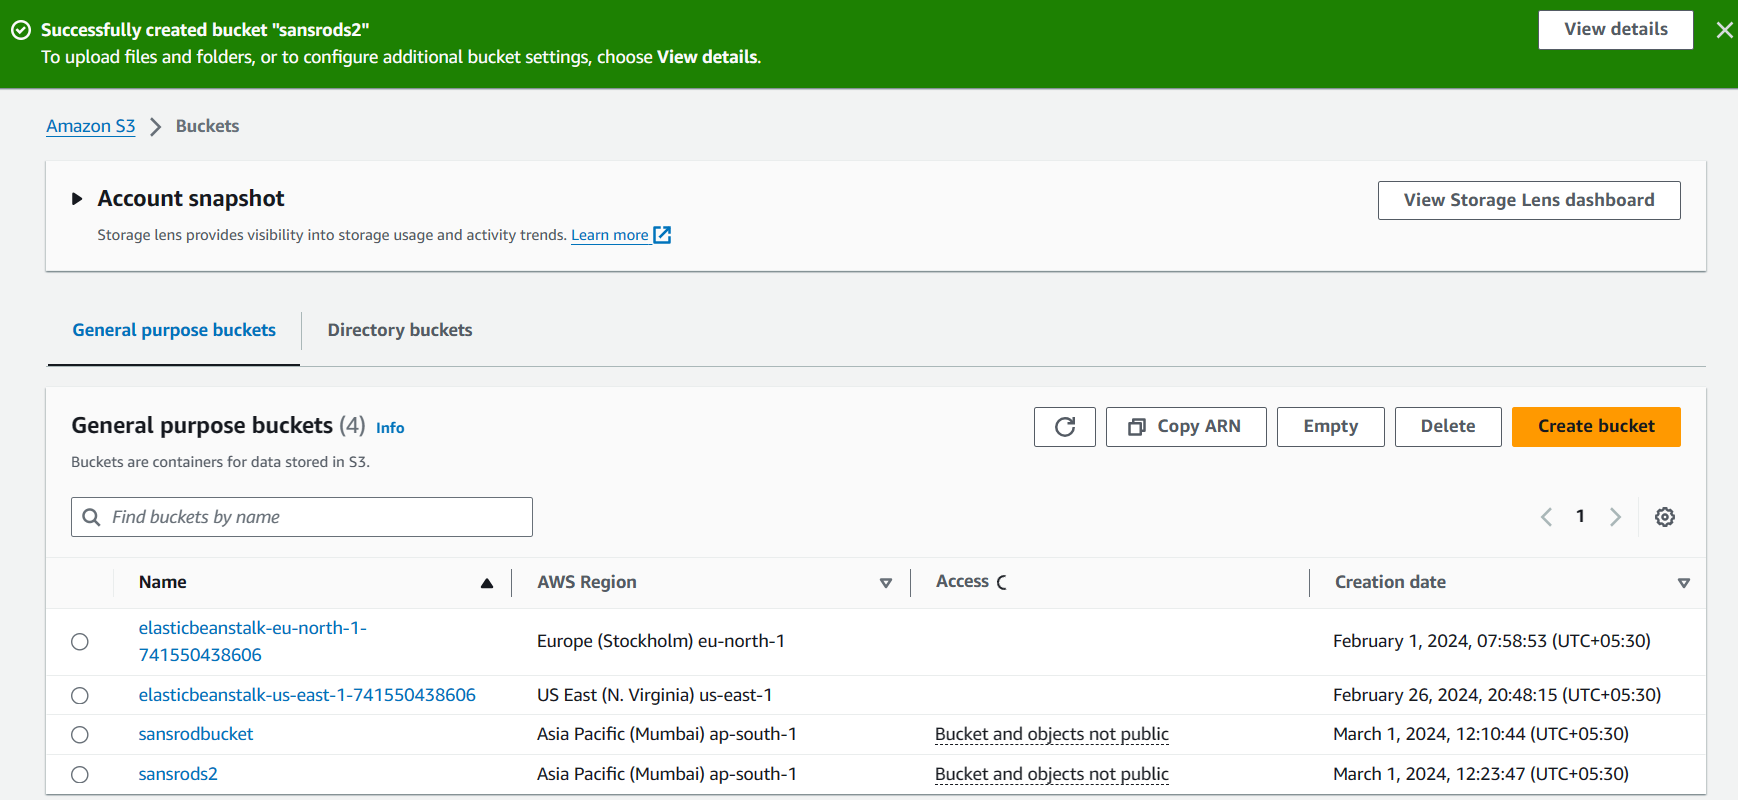 Successfully created bucket "sansrods2"
To upload files and folders, or to configure additional bucket settings, choose View details.
View details
Amazon S3 Buckets
Account snapshot
Storage lens provides visibility into storage usage and activity trends. Learn more
View Storage Lens dashboard
General purpose buckets
Directory buckets
General purpose buckets (4) Info
Buckets are containers for data stored in S3.
Copy ARN
Empty
Delete
Create bucket
Find buckets by name
1
Name AWS Region Access Creation date
elasticbeanstalk-eu-north-1-
741550438606
Europe (Stockholm) eu-north-1 February 1, 2024, 07:58:53 (UTC+05:30)
elasticbeanstalk-us-east-1-741550438606 US East (N. Virginia) us-east-1 February 26, 2024, 20:48:15 (UTC+05:30)
sansrodbucket Asia Pacific (Mumbai) ap-south-1 Bucket and objects not public March 1, 2024, 12:10:44 (UTC+05:30)
sansrods2 Asia Pacific (Mumbai) ap-south-1 Bucket and objects not public March 1, 2024, 12:23:47 (UTC+05:30)